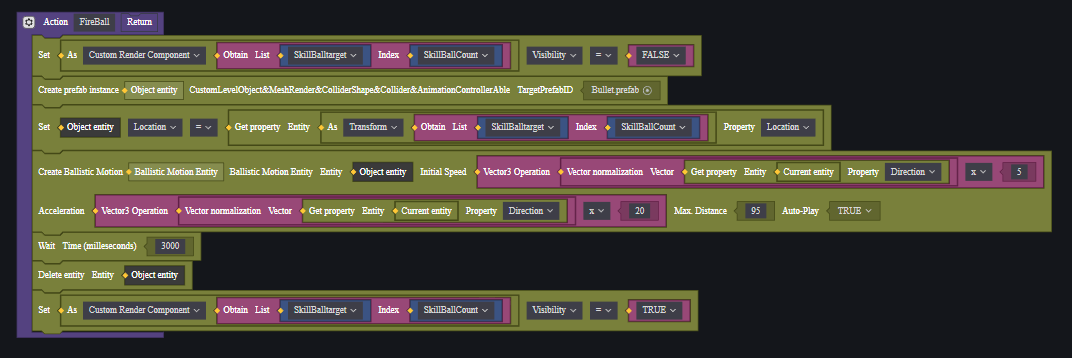 Action FireBall Return
Set As Custom Render Component Obtain List SkillBalltarget Index SkillBallCount Visibility = FALSE
Create prefab instance Object entity CustomLevelObject&MeshRender&ColliderShape&Collider&AnimationControllerAble TargetPrefabID Bullet.prefab
Set Object entity Location = Get property Entity As Transform Obtain List SkillBalltarget Index SkillBallCount Property Location
Create Ballistic Motion Ballistic Motion Entity Ballistic Motion Entity Entity Object entity Initial Speed Vector3 Operation Vector normalization Vector Get property Entity Current entity Property Direction x 5
Acceleration Vector3 Operation Vector normalization Vector Get property Entity Current entity Property Direction x 20 Max. Distance 95 Auto-Play TRUE
Wait Time (milleseconds) 3000
Delete entity Entity Object entity
Set As Custom Render Component Obtain List SkillBalltarget Index SkillBallCount Visibility = TRUE